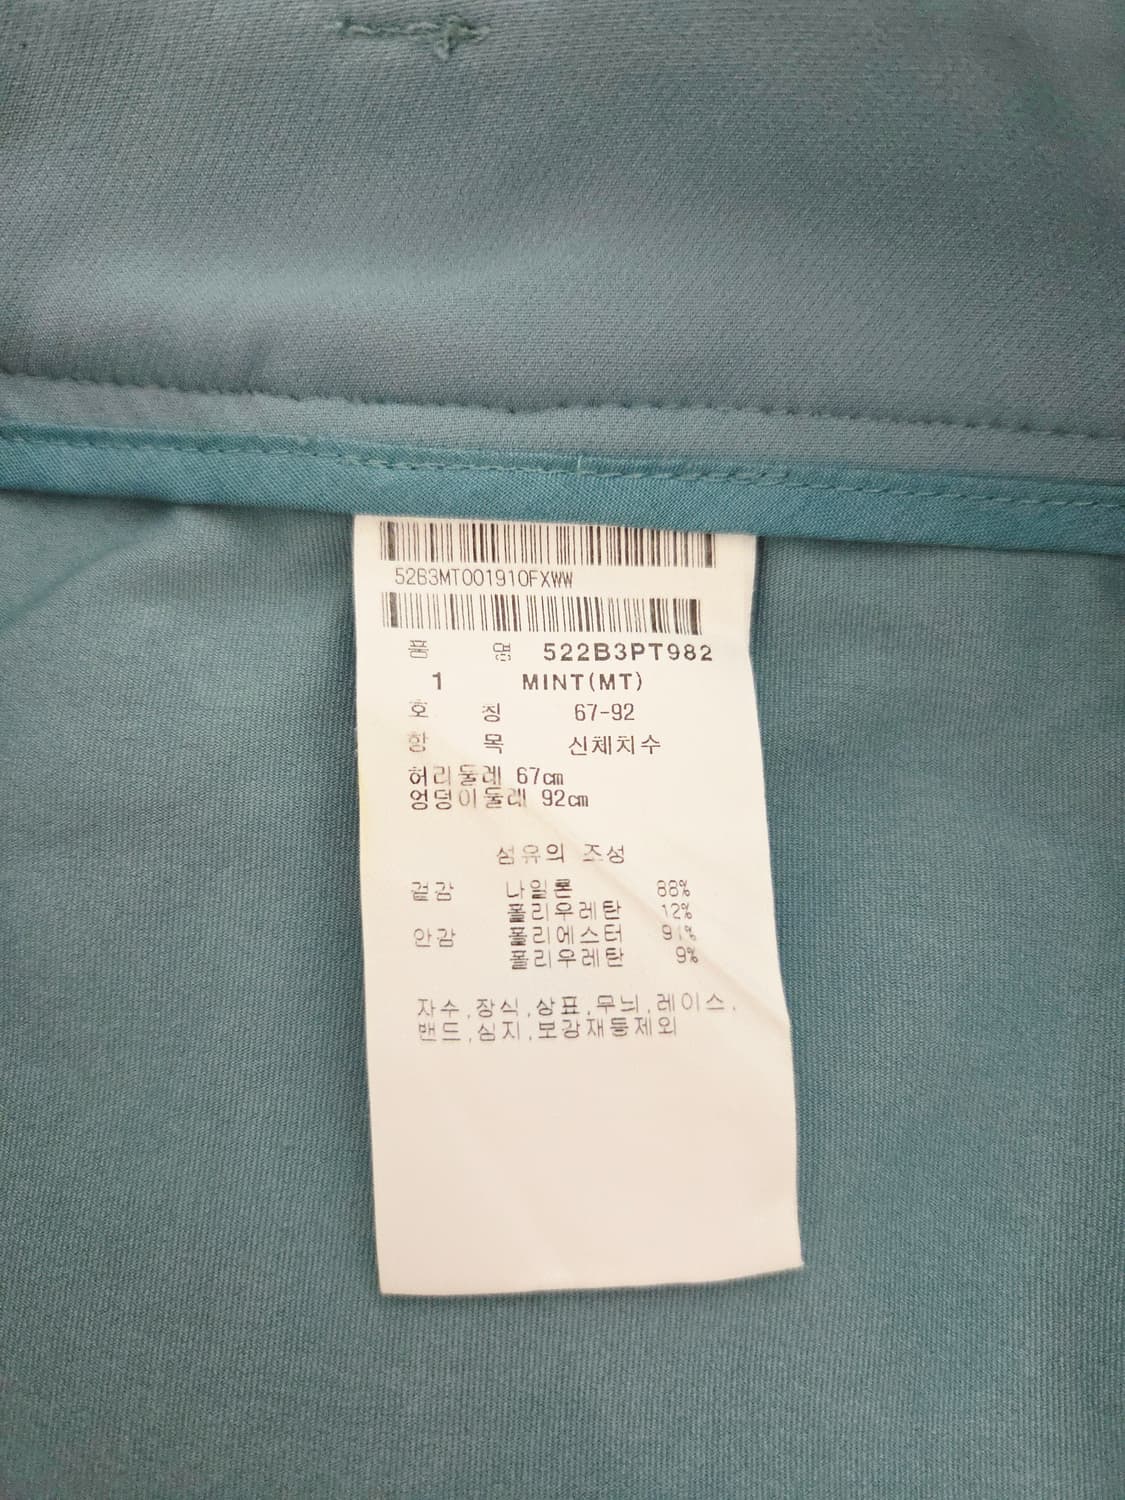 52B3MT001910FXWW
품 명 522B3PT982
1 MINT(MT)
호 칭 67-92
항 목 신체치수
허리둘레 67㎝
엉덩이둘레 92㎝
섬유의 조성
겉감 나일론 88%
폴리우레탄 12%
안감 폴리에스터 91%
폴리우레탄 9%
자수,장식,상표,무늬,레이스,
밴드,심지,보강재등제외